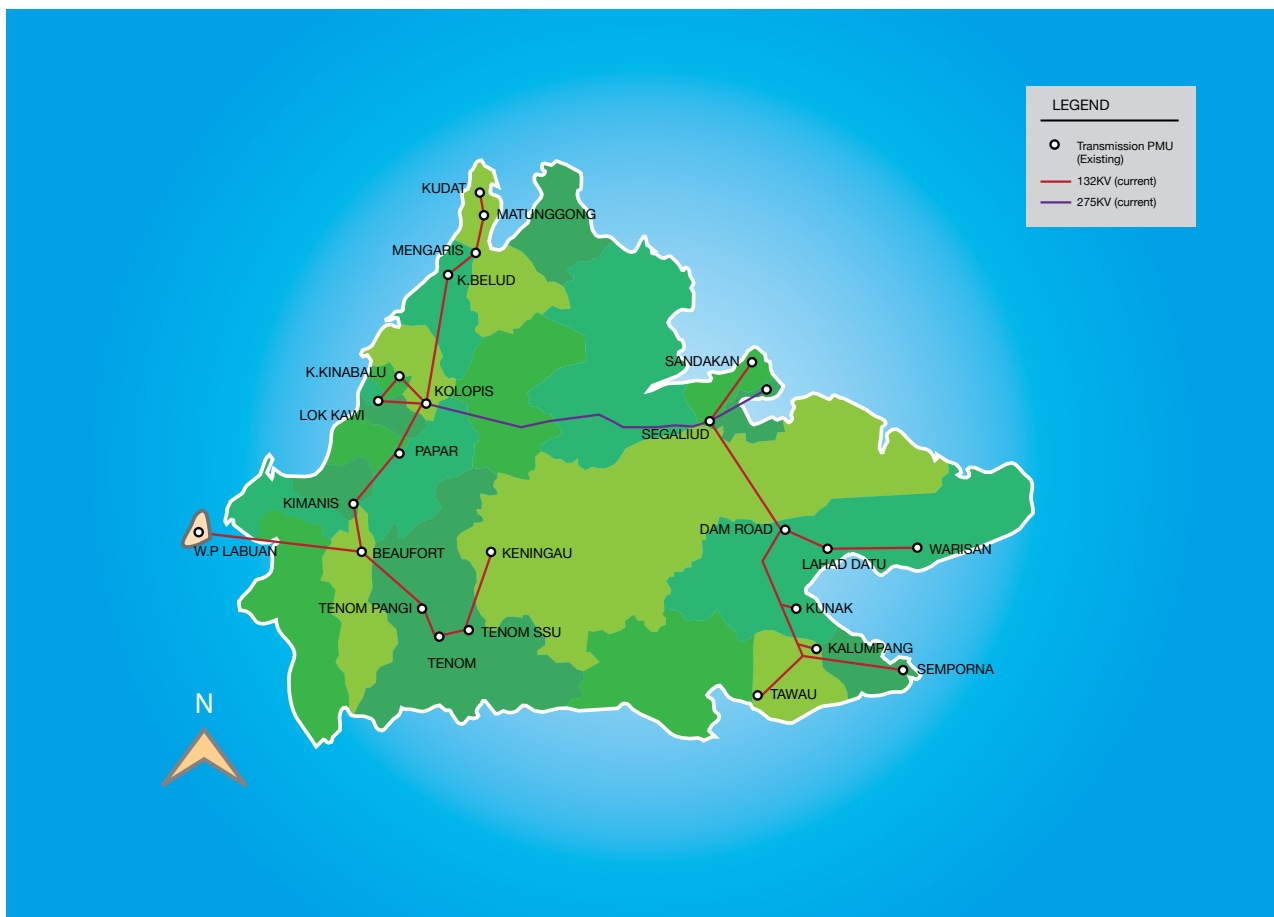 LEGEND
Transmission PMU
(Existing)
132KV (current)
275KV (current)
KUDAT
MATUNGGONG
MENGARIS
K.BELUD
SANDAKAN
K.KINABALU
KOLOPIS
LOK KAWI
SEGALIUD
PAPAR
KIMANIS
DAM ROAD
W.P LABUAN
BEAUFORT
KENINGAU
WARISAN
LAHAD DATU
TENOM PANGI
KUNAK
TENOM SSU
KALUMPANG
TENOM
SEMPORNA
TAWAU
N